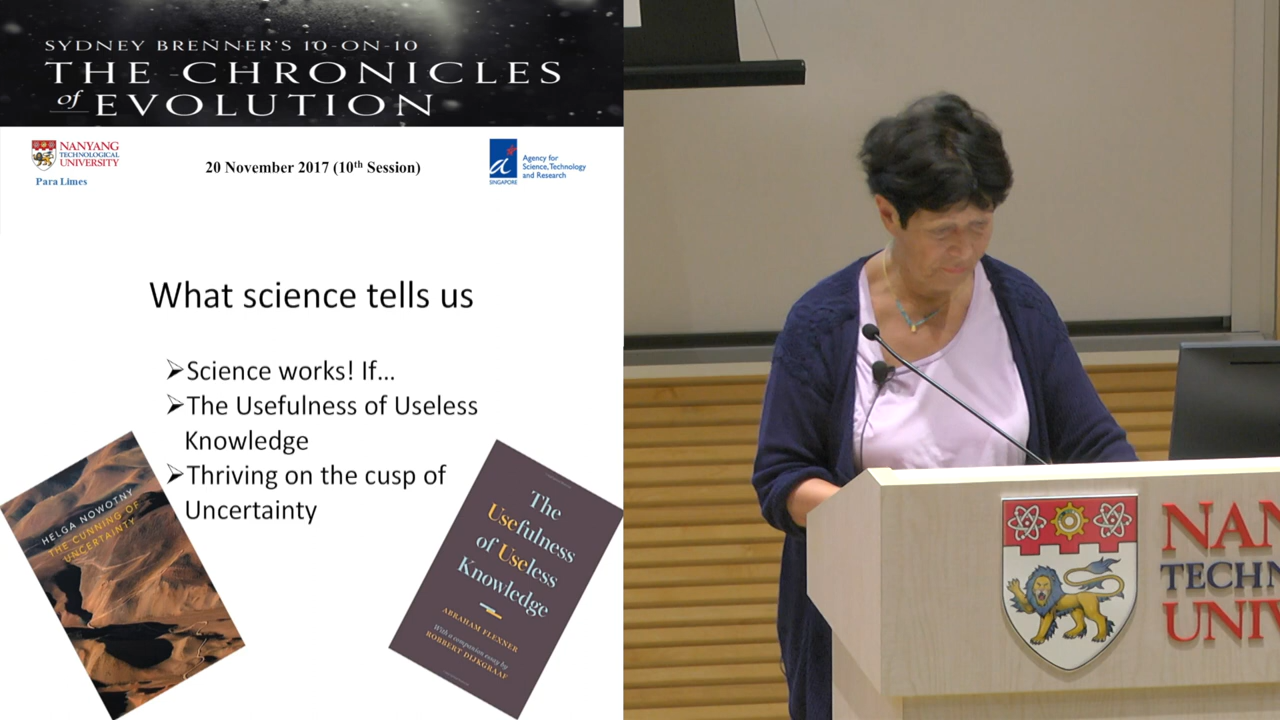 SYDNEY BRENNER'S 10-ON-10
THE CHRONICLES
of EVOLUTION
NANYANG
TECHNOLOGICAL
UNIVERSITY
Para Limes
20 November 2017 (10th Session)
SINGAPORE
Agency for
Science, Technology
and Research
What science tells us
➢Science works! If...
➢The Usefulness of Useless
Knowledge
➢Thriving on the cusp of
Uncertainty
HELGA NOWOTNY
THE CUNNING OF
UNCERTAINTY
The
Usefulness
of Useless
Knowledge
ABRAHAM FLEXNER
With a companion essay by
ROBBERT DIJKGRAAF
NAN
TECHN
UNIV